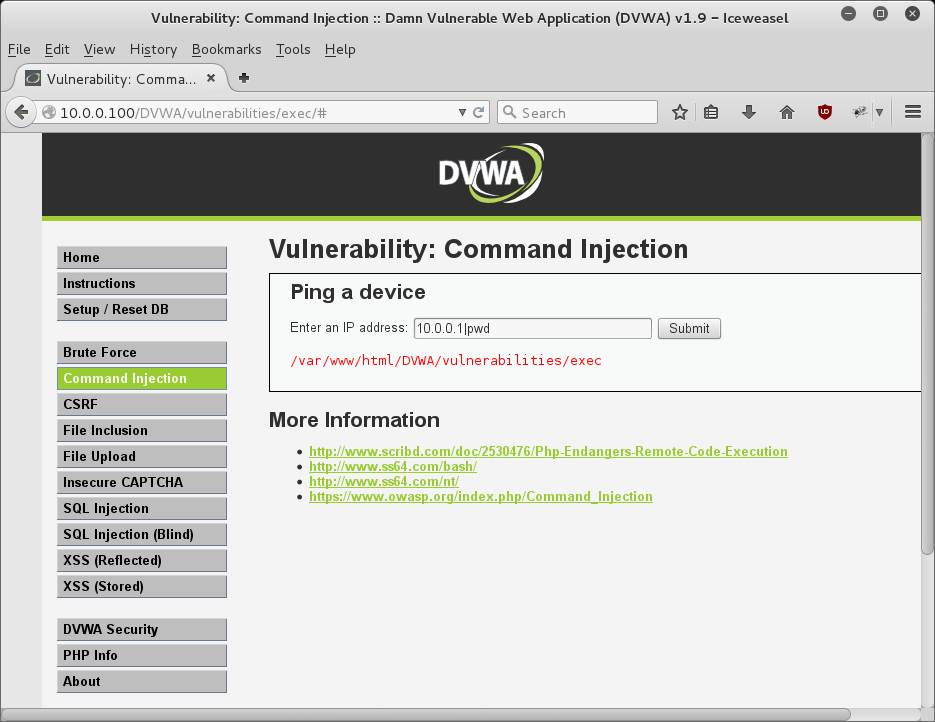 Vulnerability: Command Injection :: Damn Vulnerable Web Application (DVWA) v1.9 – Iceweasel
File Edit View History Bookmarks Tools Help
Vulnerability: Comma...
10.0.0.100/DVWA/vulnerabilities/exec/#
Search
DVWA
Home
Instructions
Setup / Reset DB
Brute Force
Command Injection
CSRF
File Inclusion
File Upload
Insecure CAPTCHA
SQL Injection
SQL Injection (Blind)
XSS (Reflected)
XSS (Stored)
DVWA Security
PHP Info
About
Vulnerability: Command Injection
Ping a device
Enter an IP address: 10.0.0.1|pwd Submit
/var/www/html/DVWA/vulnerabilities/exec
More Information
http://www.scribd.com/doc/2530476/Php-Endangers-Remote-Code-Execution
http://www.ss64.com/bash/
http://www.ss64.com/nt/
https://www.owasp.org/index.php/Command_Injection